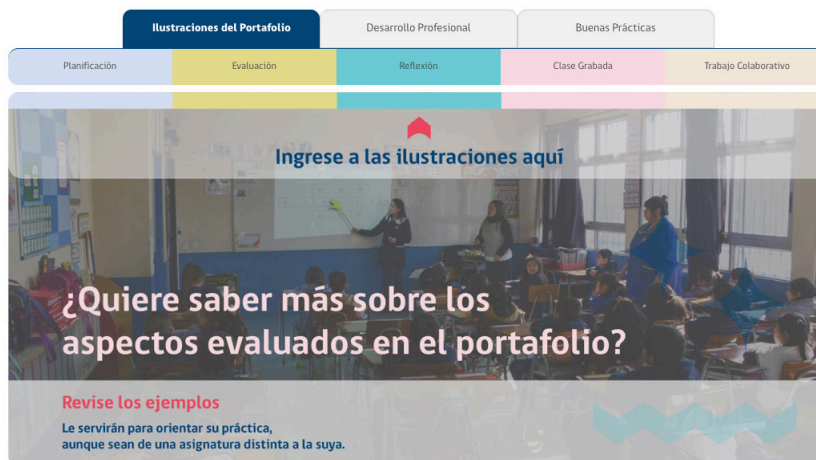 Ilustraciones del Portafolio
Desarrollo Profesional
Buenas Prácticas
Planificación
Evaluación
Reflexión
Clase Grabada
Trabajo Colaborativo
Ingrese a las ilustraciones aquí
¿Quiere saber más sobre los
aspectos evaluados en el portafolio?
Revise los ejemplos
Le servirán para orientar su práctica,
aunque sean de una asignatura distinta a la suya.